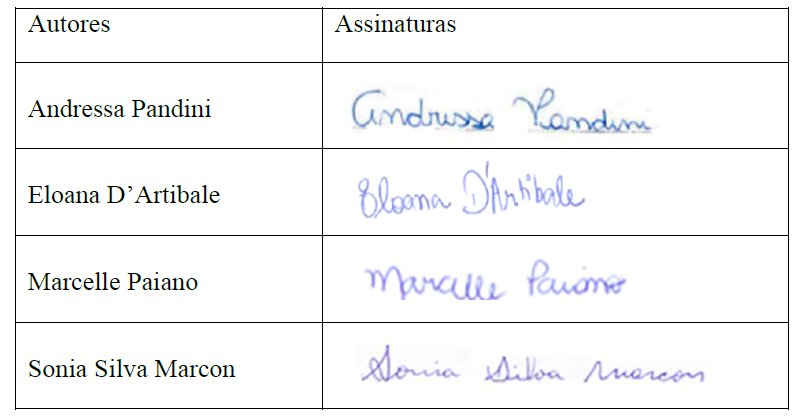 Autores Assinaturas
Andressa Pandini Andressa Pandini
Eloana D’Artibale Eloana D'Artibale
Marcelle Paiano Marcelle Paiano
Sonia Silva Marcon Sonia Silva Marcon